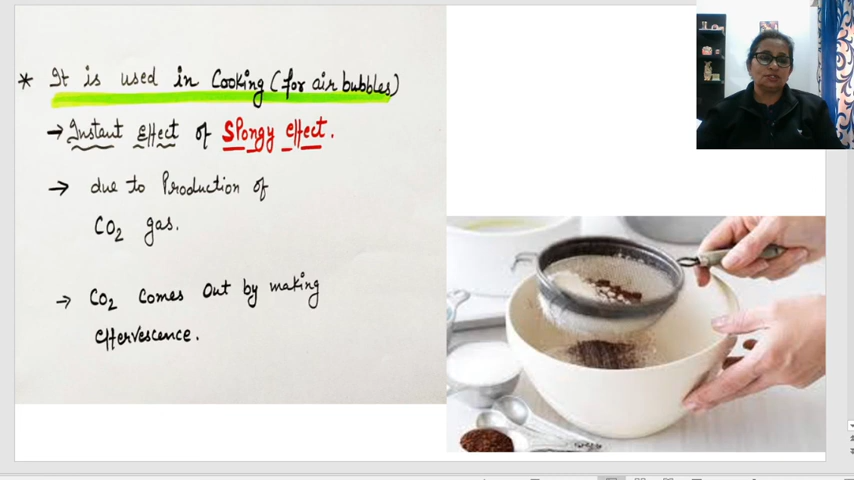 * It is used in Cooking (for air bubbles)
→ Instant Effect of Spongy effect.
→ due to Production of
CO₂ gas.
→ CO₂ Comes Out by making
effervescence.